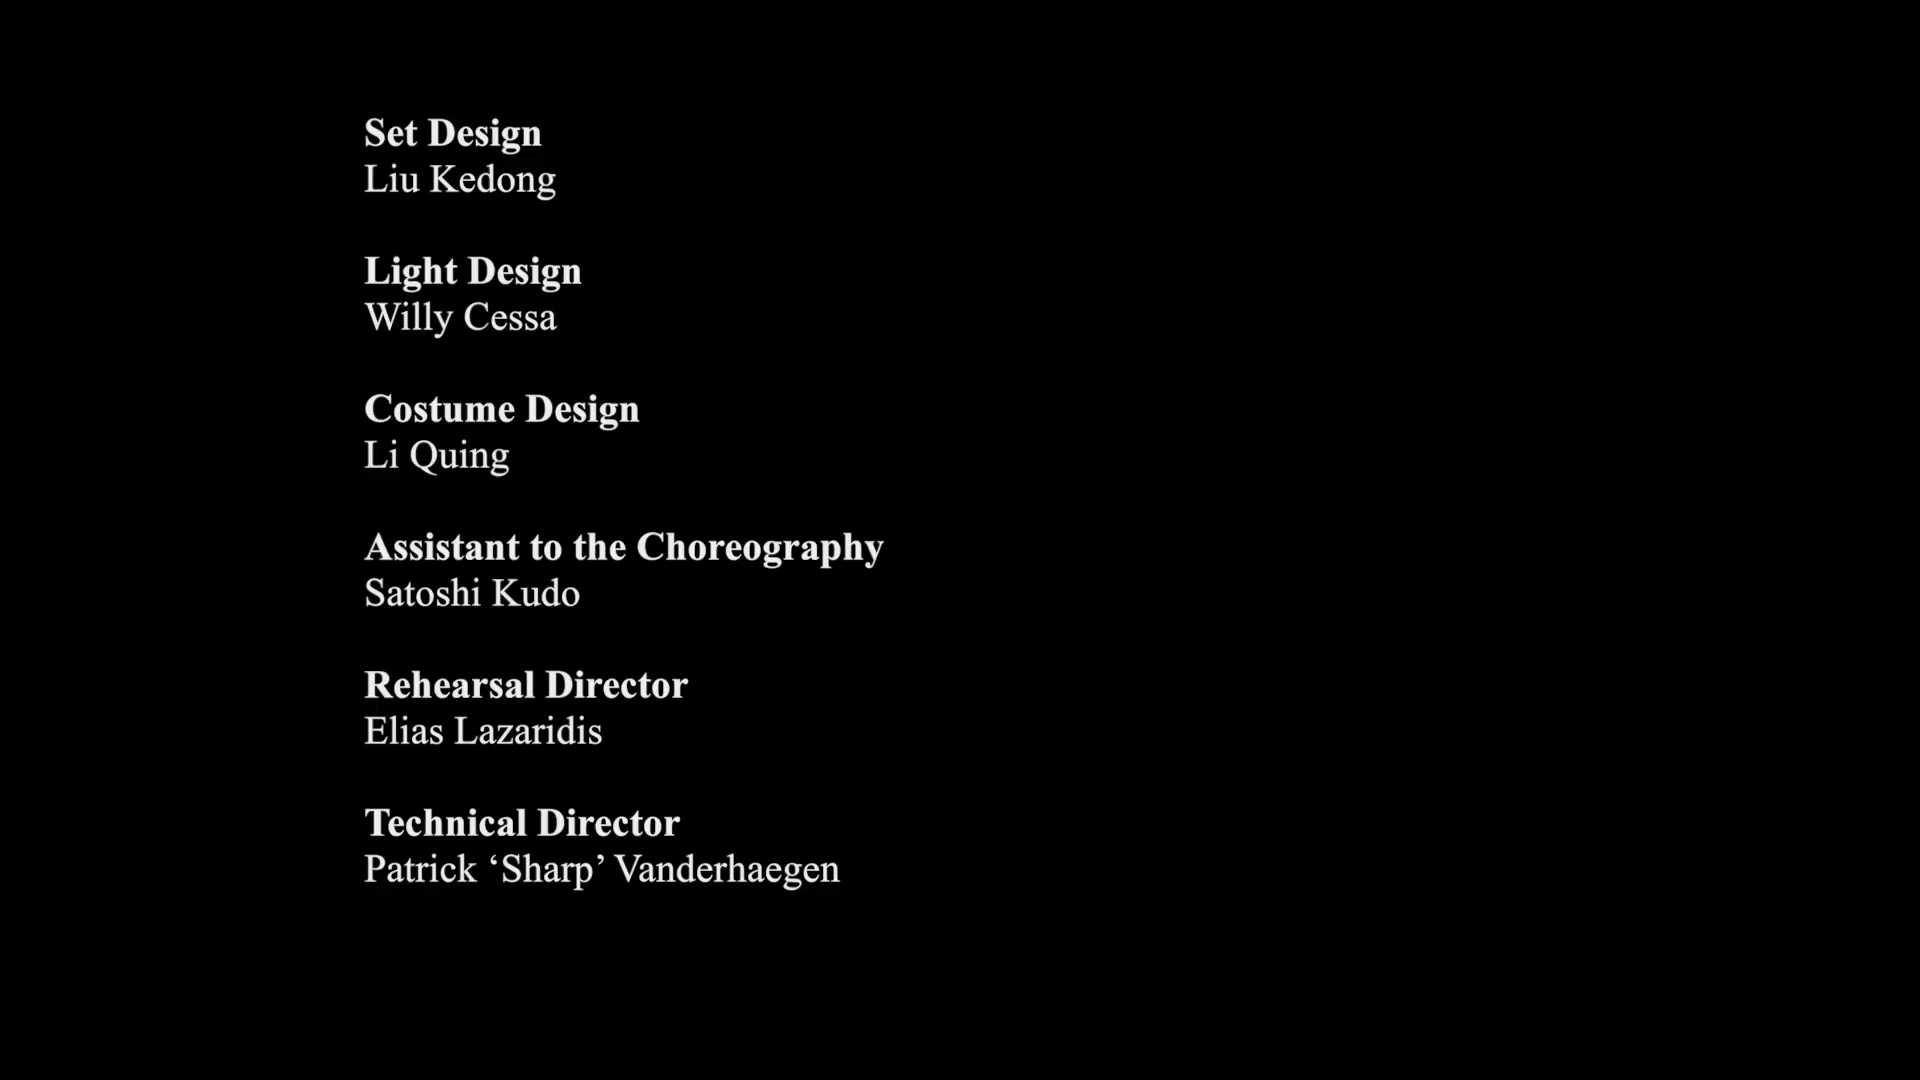 Set Design
Liu Kedong
Light Design
Willy Cessa
Costume Design
Li Quing
Assistant to the Choreography
Satoshi Kudo
Rehearsal Director
Elias Lazaridis
Technical Director
Patrick ‘Sharp’ Vanderhaegen